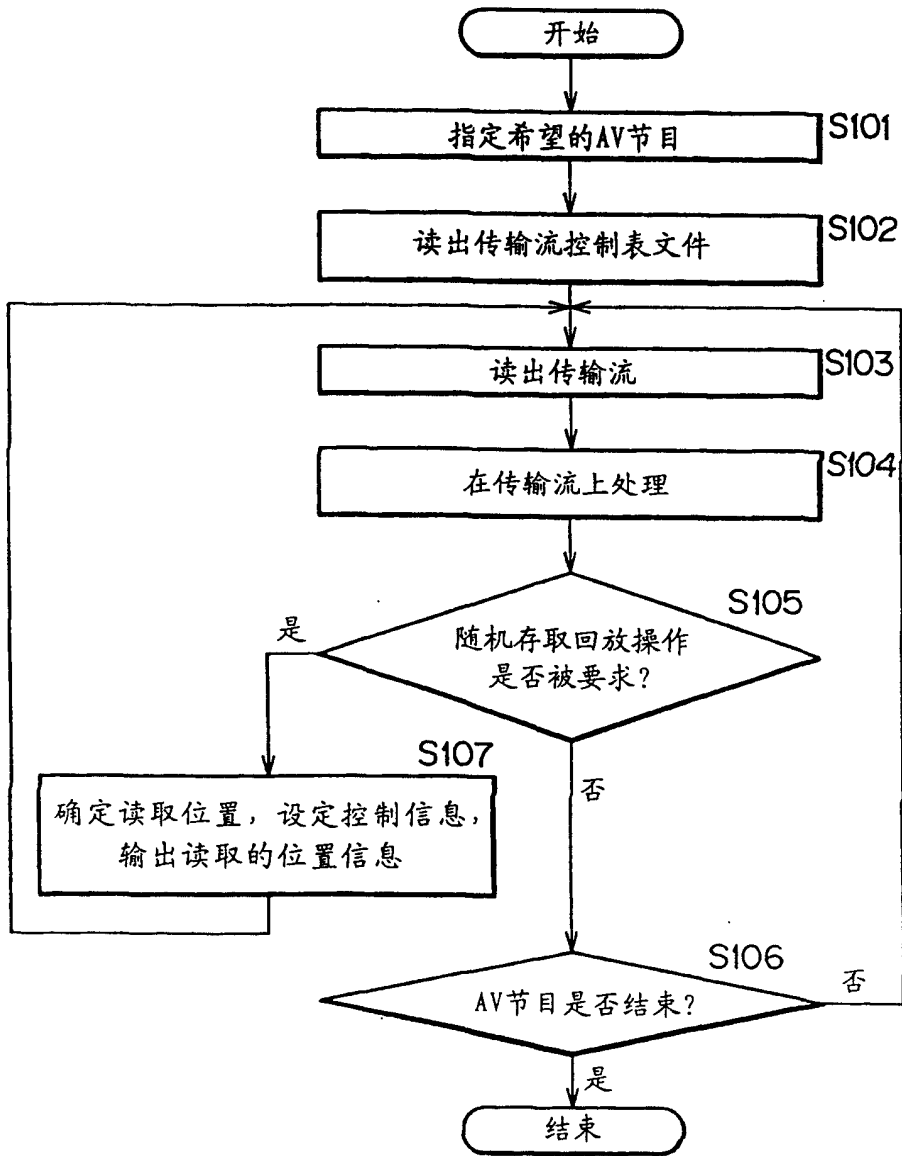 开始
指定希望的AV节目
S101
读出传输流控制表文件
S102
读出传输流
S103
在传输流上处理
S104
S105
随机存取回放操作
是否被要求?
是
否
S107
确定读取位置，设定控制信息，
输出读取的位置信息
S106
AV节目是否结束?
否
是
结束